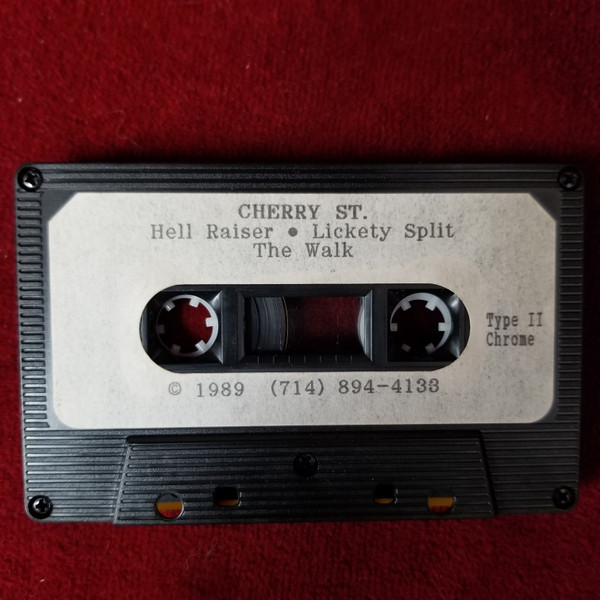 CHERRY ST.
Hell Raiser • Lickety Split
The Walk
Type II
Chrome
© 1989 (714) 894-4133